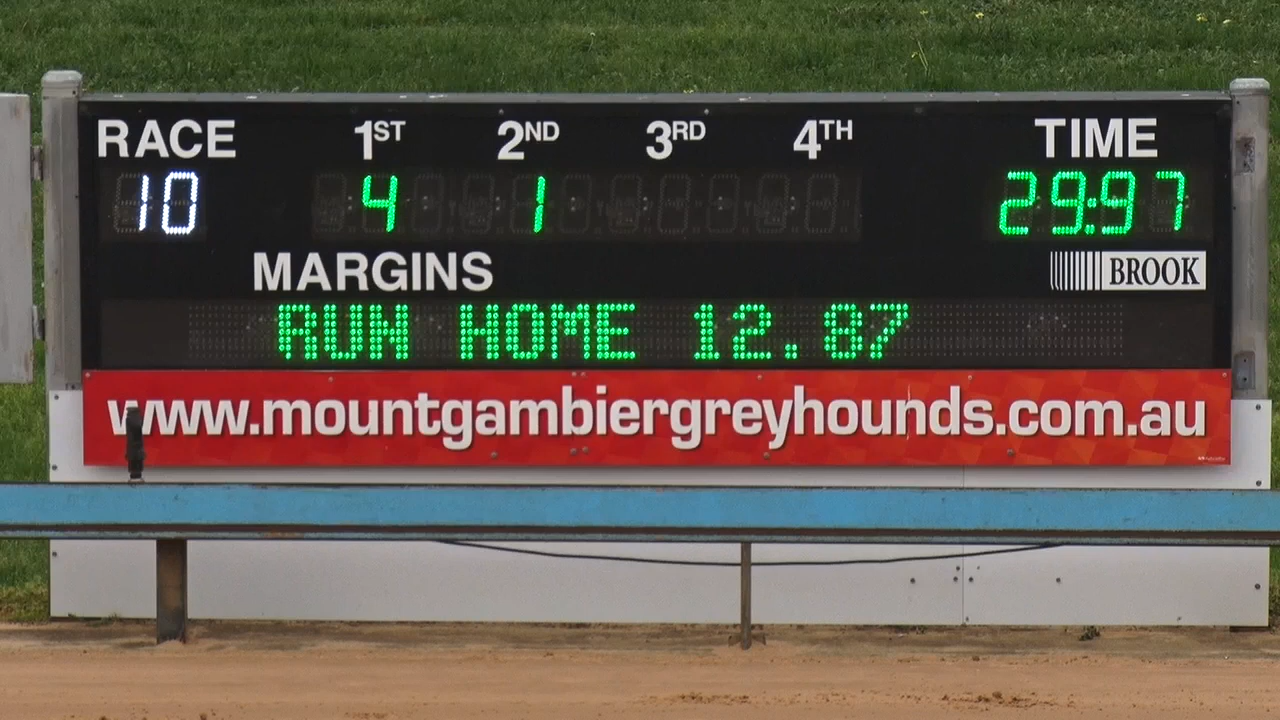 RACE 1ST 2ND 3RD 4TH TIME
10 4 1 29:97
MARGINS BROOK
RUN HOME 12.87
www.mountgambiergreyhounds.com.au